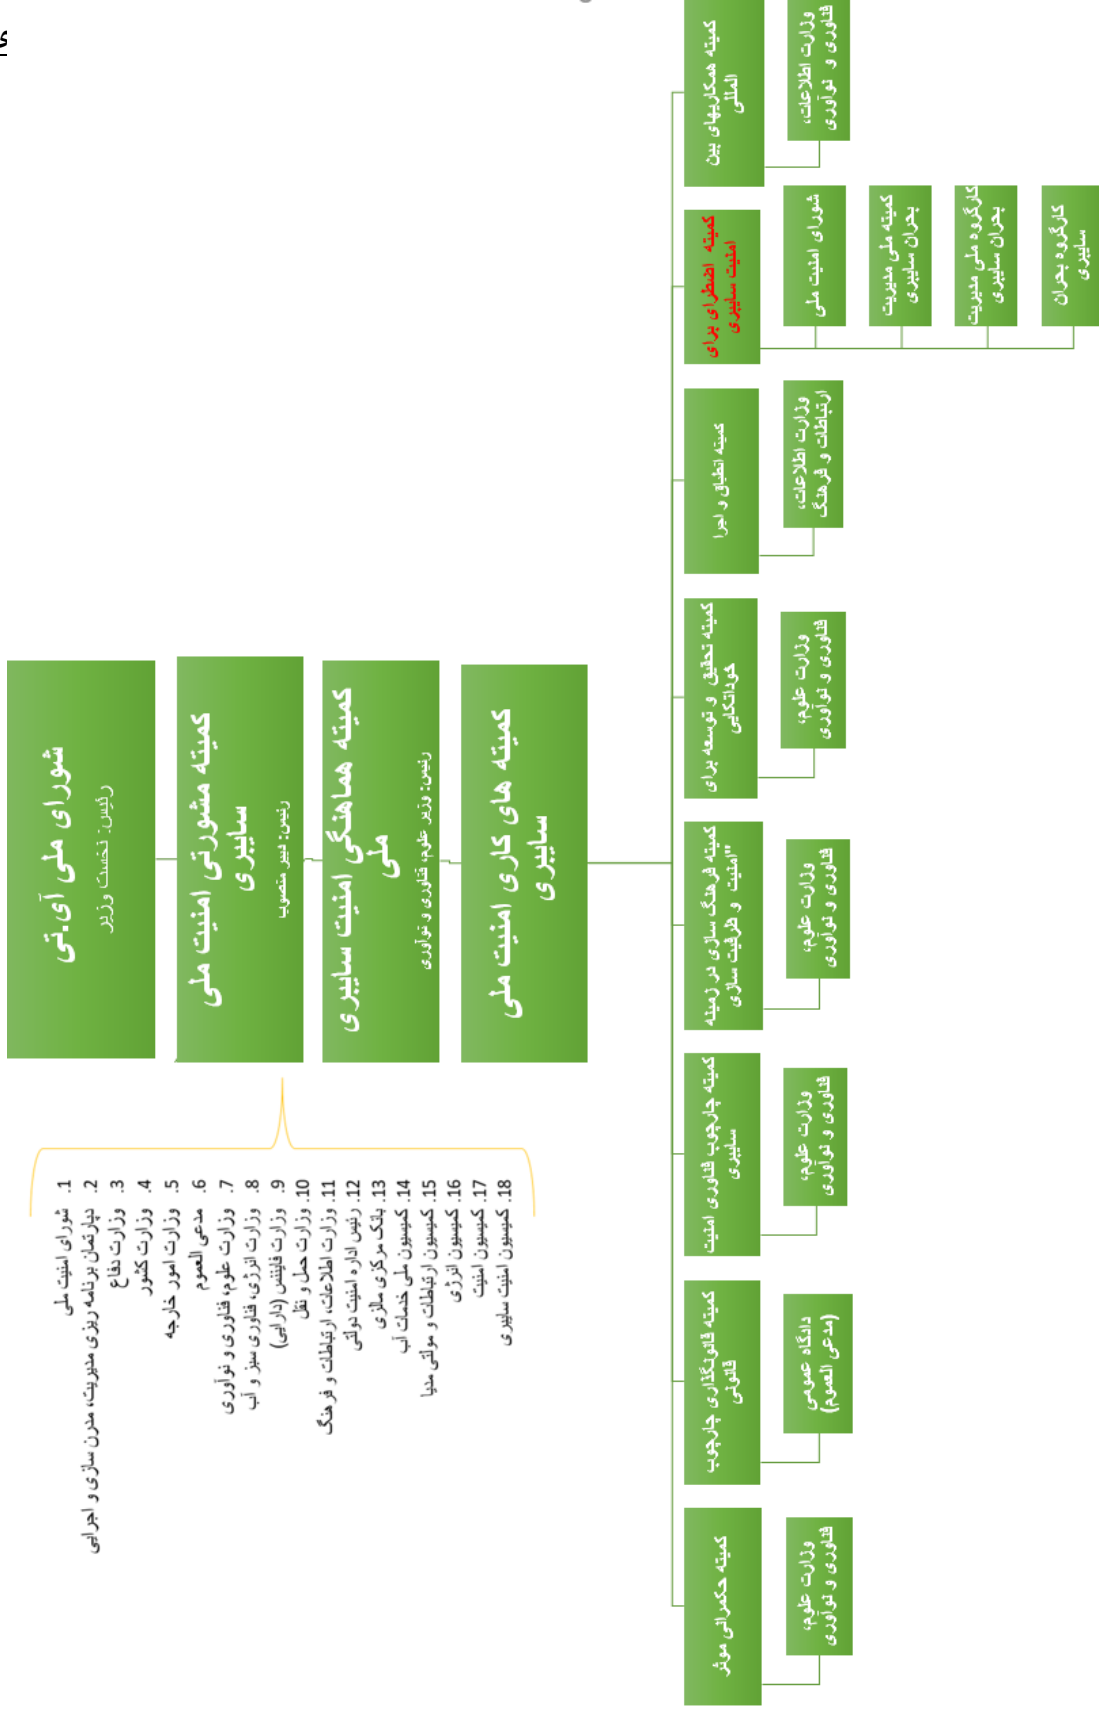 شورای ملی آی.تی
رئیس: نخست وزیر
کمیته مشورتی امنیت ملی
سایبری
رئیس: دبیر منصوب
کمیته هماهنگی امنیت سایبری
ملی
رئیس: وزیر علوم، فناوری و نوآوری
کمیته های کاری امنیت ملی
سایبری
1. شورای امنیت ملی
2. دپارتمان برنامه ریزی مدیریت، مدرن سازی و اجرایی
3. وزارت دفاع
4. وزارت کشور
5. وزارت امور خارجه
6. مدعی العموم
7. وزارت علوم، فناوری و نوآوری
8. وزارت انرژی، فناوری سبز و آب
9. وزارت فایننس (دارایی)
10. وزارت حمل و نقل
11. وزارت اطلاعات، ارتباطات و فرهنگ
12. رئیس اداره امنیت دولتی
13. بانک مرکزی مالزی
14. کمیسیون ملی خدمات آب
15. کمیسیون ارتباطات و مولتی مدیا
16. کمیسیون انرژی
17. کمیسیون امنیت
18. کمیسیون امنیت سایبری
کمیته حکمرانی موثر
وزارت علوم،
فناوری و نوآوری
کمیته قانونگذاری چارچوب
قانونی
دادگاه عمومی
(مدعی العموم)
کمیته چارچوب فناوری امنیت
سایبری
وزارت علوم،
فناوری و نوآوری
کمیته فرهنگ سازی در زمینه
"امنیت و ظرفیت سازی
وزارت علوم،
فناوری و نوآوری
کمیته تحقیق و توسعه برای
خوداتکایی
وزارت علوم،
فناوری و نوآوری
کمیته انطباق و اجرا
وزارت اطلاعات،
ارتباطات و فرهنگ
کمیته اضطرای برای
امنیت سایبری
شورای امنیت ملی
کمیته ملی مدیریت
بحران سایبری
کارگروه ملی مدیریت
بحران سایبری
کارگروه بحران
سایبری
کمیته همکاریهای بین
المللی
وزارت اطلاعات،
فناوری و نوآوری